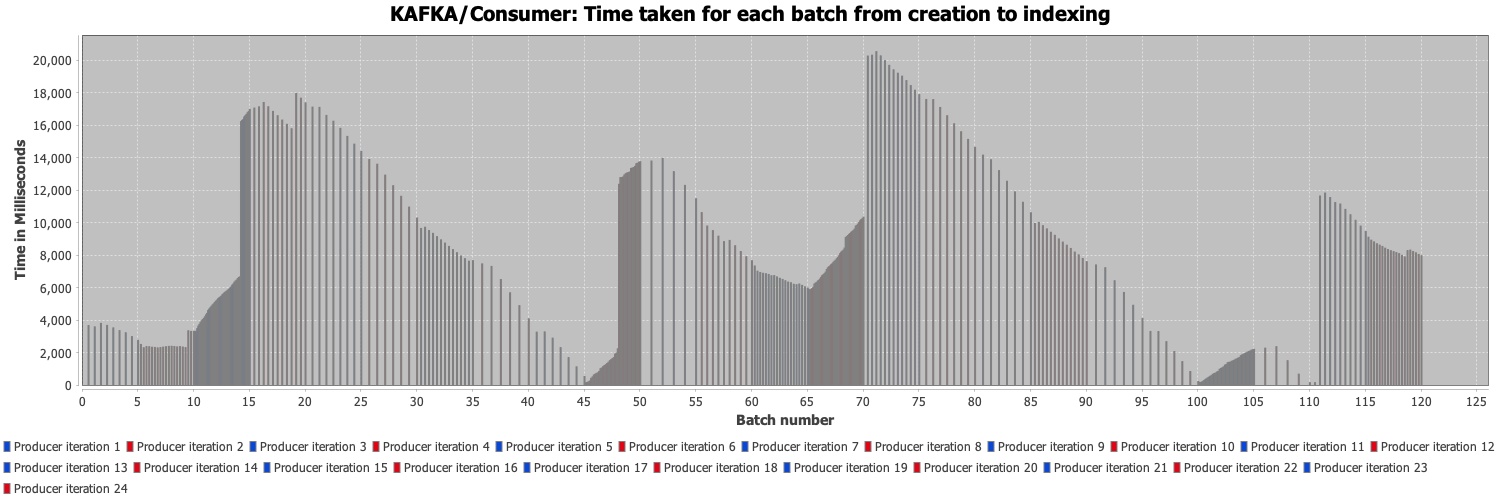 KAFKA/Consumer: Time taken for each batch from creation to indexing
Time in Milliseconds
20,000
18,000
16,000
14,000
12,000
10,000
8,000
6,000
4,000
2,000
0
0 5 10 15 20 25 30 35 40 45 50 55 60 65 70 75 80 85 90 95 100 105 110 115 120 125
Batch number
Producer iteration 1 Producer iteration 2 Producer iteration 3 Producer iteration 4 Producer iteration 5 Producer iteration 6 Producer iteration 7 Producer iteration 8 Producer iteration 9 Producer iteration 10 Producer iteration 11 Producer iteration 12
Producer iteration 13 Producer iteration 14 Producer iteration 15 Producer iteration 16 Producer iteration 17 Producer iteration 18 Producer iteration 19 Producer iteration 20 Producer iteration 21 Producer iteration 22 Producer iteration 23
Producer iteration 24